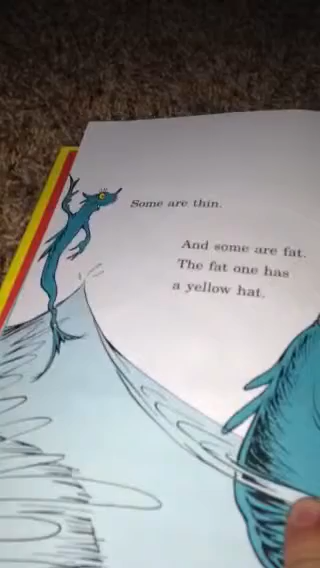 Some are thin.
And some are fat.
The fat one has
a yellow hat.